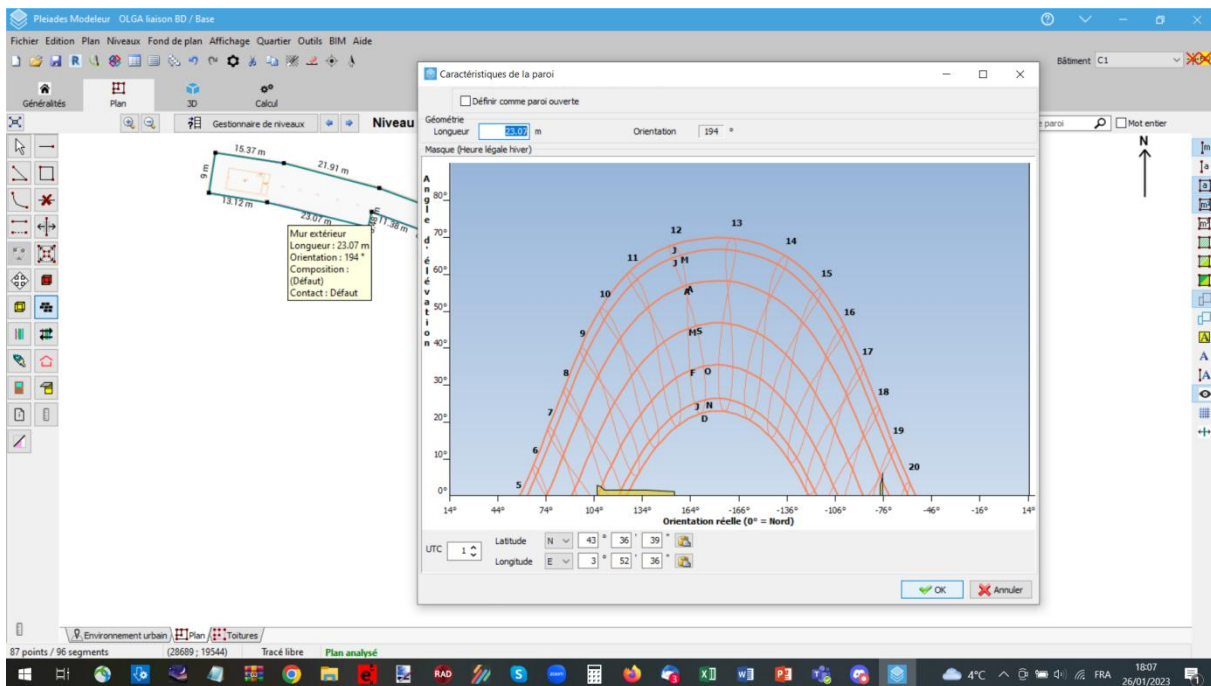 Pleiades Modeleur OLGA liaison BD / Base
Fichier Edition Plan Niveaux Fond de plan Affichage Quartier Outils BIM Aide
Bâtiment C1
Généralités Plan 3D Calcul
Gestionnaire de niveaux Niveau
paroi Mot entier
N
15.37 m
21.91 m
9 m
13.12 m
23.07 m
11.38 m
Mur extérieur
Longueur : 23.07 m
Orientation : 194 °
Composition :
(Défaut)
Contact : Défaut
Caractéristiques de la paroi
Définir comme paroi ouverte
Géométrie
Longueur 23.07 m Orientation 194 °
Masque (Heure légale hiver)
Angle d'élévation
80°
70°
60°
50°
40°
30°
20°
10°
0°
5 6 7 8 9 10 11 12 13 14 15 16 17 18 19 20
J
J M
A A
M S
F O
J N
D
14° 44° 74° 104° 134° 164° -166° -136° -106° -76° -46° -16° 14°
Orientation réelle (0° = Nord)
UTC 1
Latitude N 43 ° 36 ' 39 "
Longitude E 3 ° 52 ' 36 "
OK Annuler
Environnement urbain Plan Toitures
87 points / 96 segments (28689 ; 19544) Tracé libre Plan analysé
RAD
4°C FRA 18:07
26/01/2023